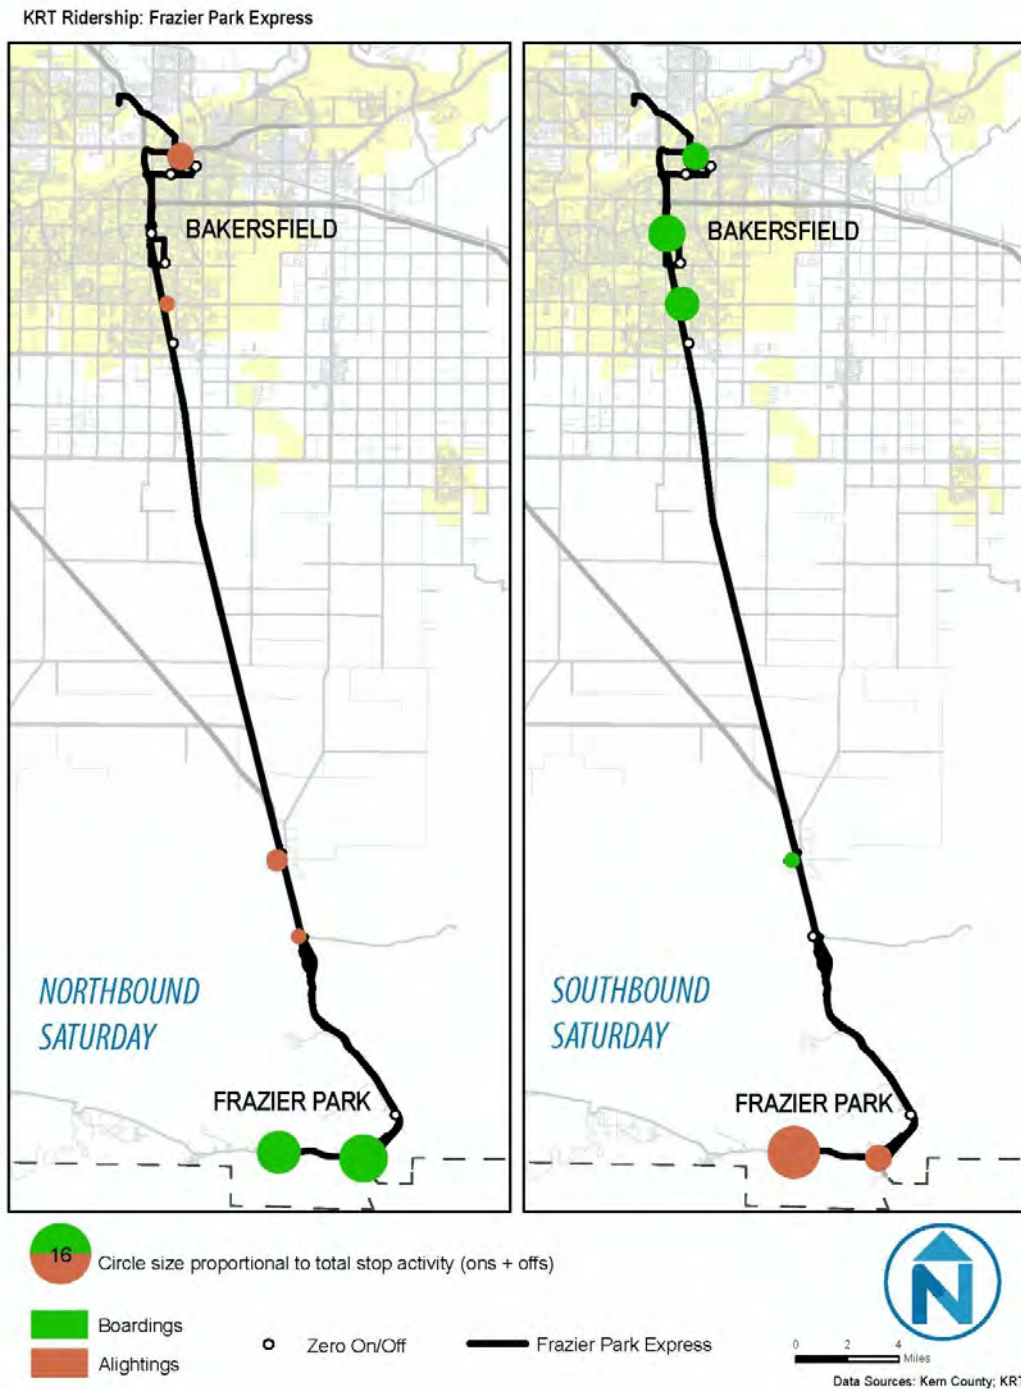 KRT Ridership: Frazier Park Express
BAKERSFIELD
NORTHBOUND
SATURDAY
FRAZIER PARK
BAKERSFIELD
SOUTHBOUND
SATURDAY
FRAZIER PARK
16
Circle size proportional to total stop activity (ons + offs)
Boardings
Alightings
Zero On/Off
Frazier Park Express
N
0 2 4
Miles
Data Sources: Kern County; KRT